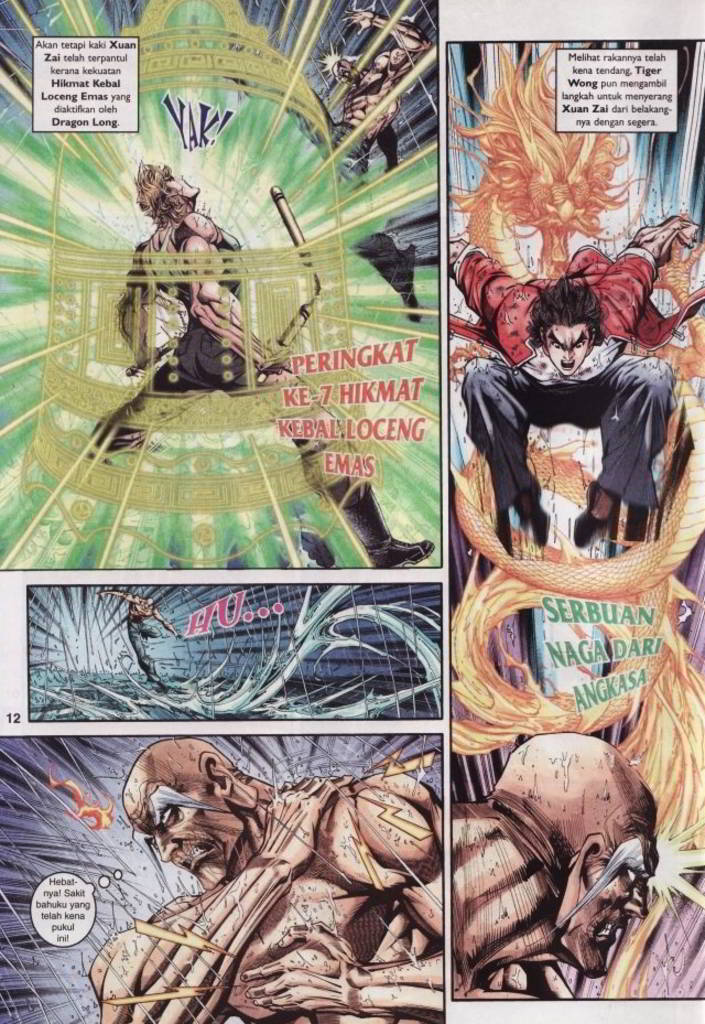 Akan tetapi kaki Xuan
Zai telah terpantul
kerana kekuatan
Hikmat Kebal
Loceng Emas yang
diaktifkan oleh
Dragon Long.
YAK!
PERINGKAT
KE-7 HIKMAT
KEBAL LOCENG
EMAS
Melihat rakannya telah
kena tendang, Tiger
Wong pun mengambil
langkah untuk menyerang
Xuan Zai dari belakang-
nya dengan segera.
SERBUAN
NAGA DARI
ANGKASA
HU...
12
Hebat-
nya! Sakit
bahuku yang
telah kena
pukul
ini!